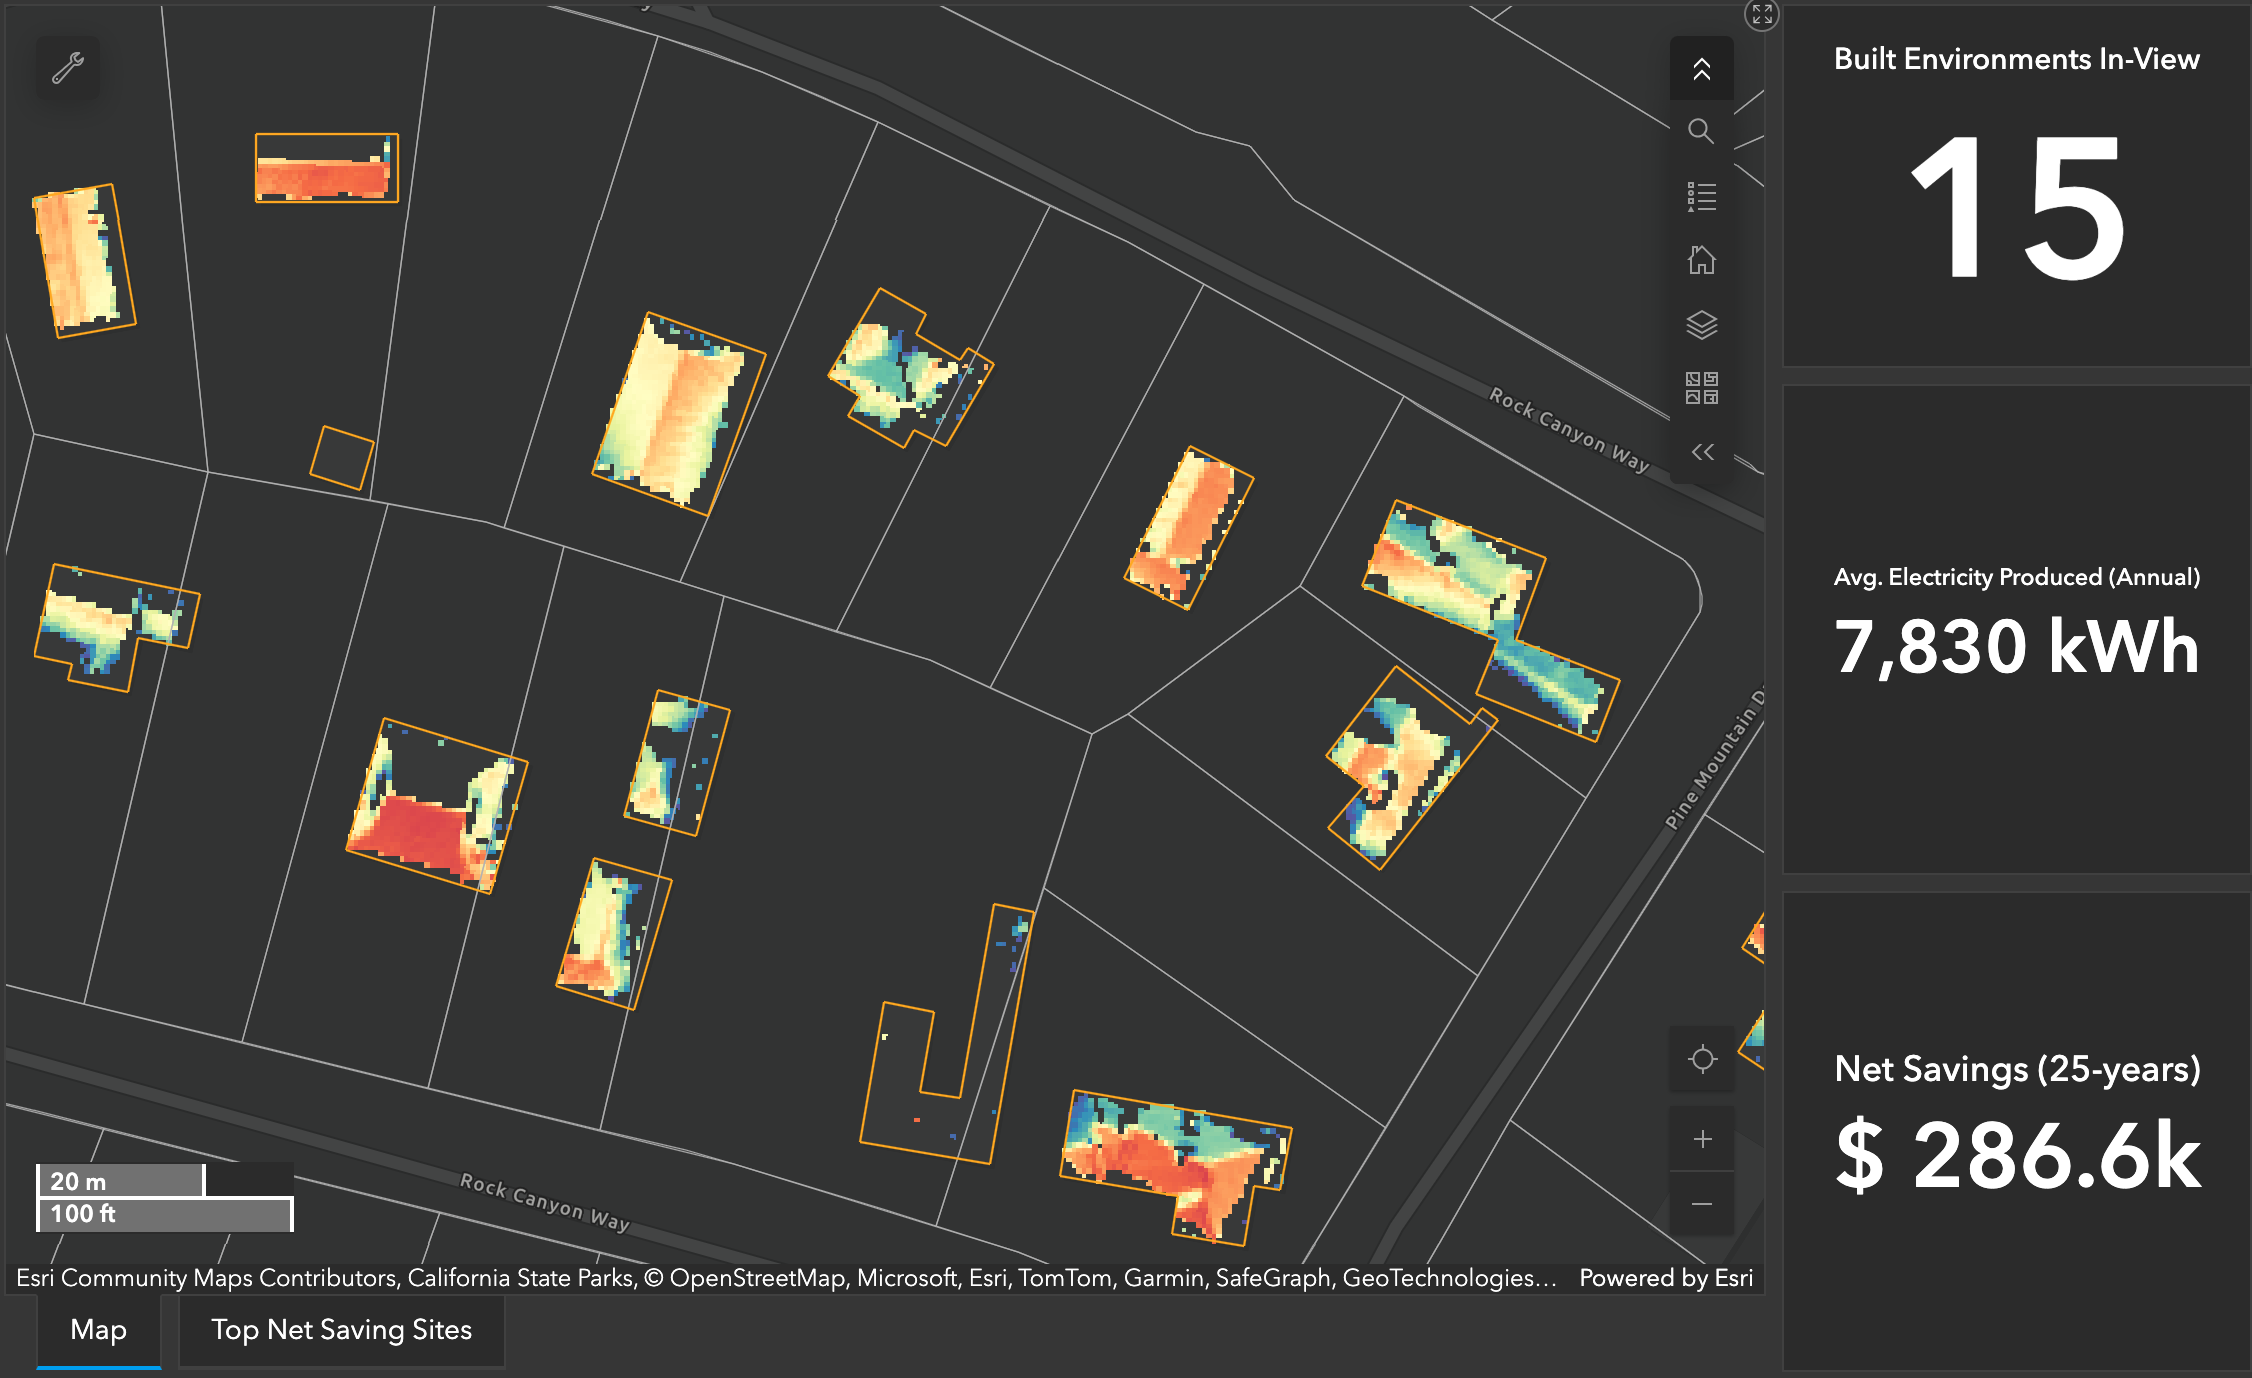 Built Environments In-View
15
Rock Canyon Way
Avg. Electricity Produced (Annual)
7,830 kWh
Pine Mountain
Net Savings (25-years)
$ 286.6k
20 m
100 ft
Rock Canyon Way
Esri Community Maps Contributors, California State Parks, © OpenStreetMap, Microsoft, Esri, TomTom, Garmin, SafeGraph, GeoTechnologies... Powered by Esri
Map
Top Net Saving Sites